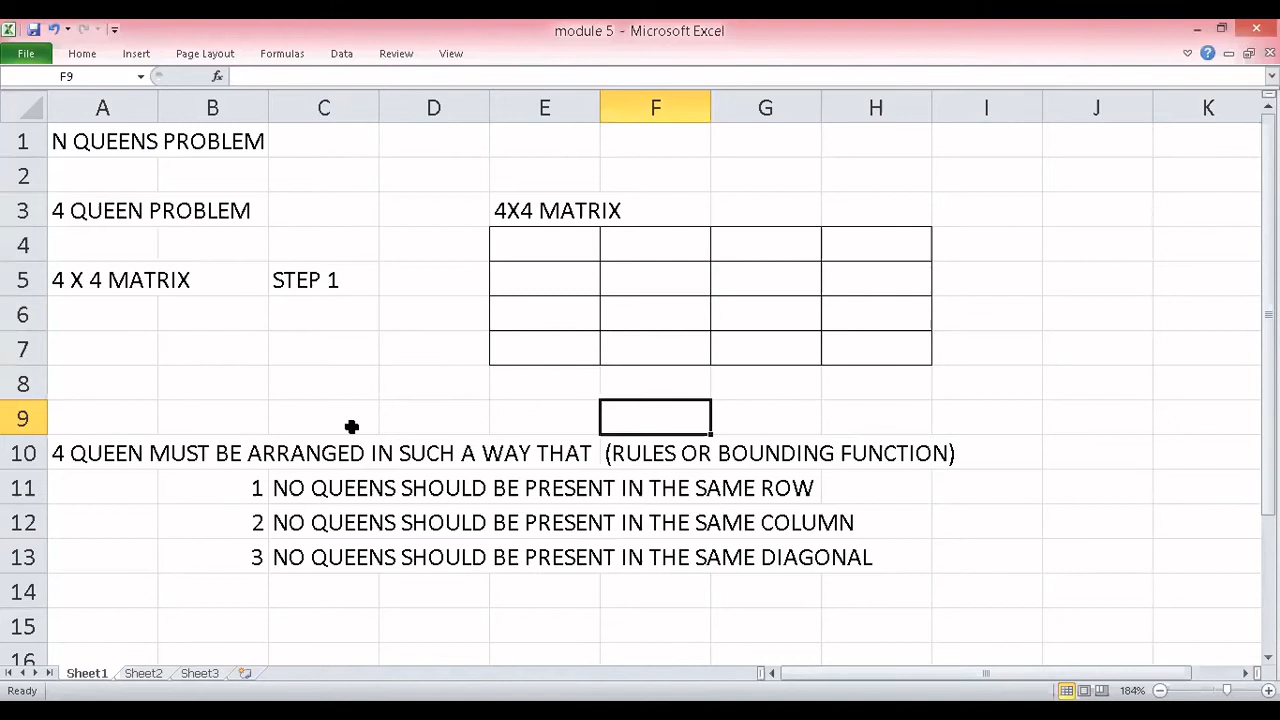 module 5 - Microsoft Excel
File Home Insert Page Layout Formulas Data Review View
F9 fx
A B C D E F G H I J K
1 N QUEENS PROBLEM
2
3 4 QUEEN PROBLEM 4X4 MATRIX
4
5 4 X 4 MATRIX STEP 1
6
7
8
9
10 4 QUEEN MUST BE ARRANGED IN SUCH A WAY THAT (RULES OR BOUNDING FUNCTION)
11 1 NO QUEENS SHOULD BE PRESENT IN THE SAME ROW
12 2 NO QUEENS SHOULD BE PRESENT IN THE SAME COLUMN
13 3 NO QUEENS SHOULD BE PRESENT IN THE SAME DIAGONAL
14
15
16
Sheet1 Sheet2 Sheet3
Ready 184%